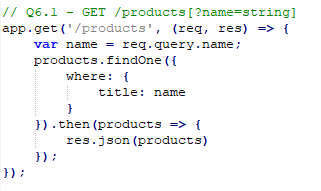 // Q6.1 - GET /products[?name=string]
app.get('/products', (req, res) => {
    var name = req.query.name;
    products.findOne({
        where: {
            title: name
        }
    }).then(products => {
        res.json(products)
    });
});